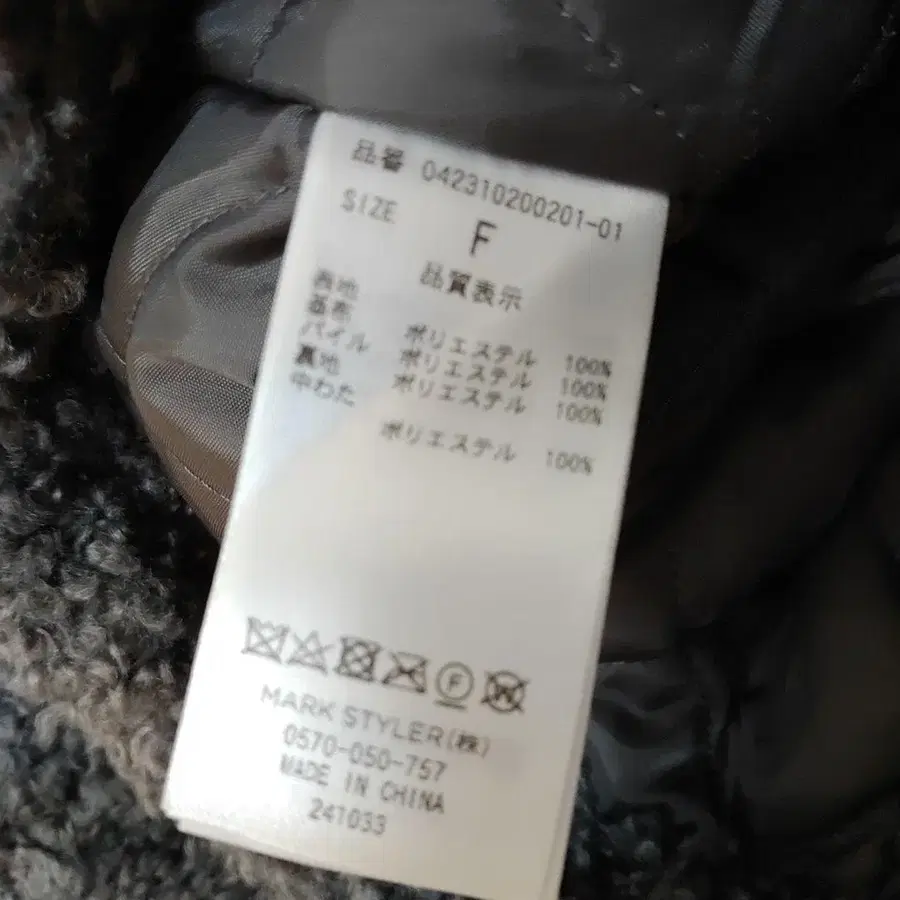 品番 042310200201-01
SIZE F
品質表示
表地
基布 ポリエステル 100%
パイル ポリエステル 100%
裏地 ポリエステル 100%
中わた
ポリエステル 100%
MARK STYLER(株)
0570-050-757
MADE IN CHINA
241033